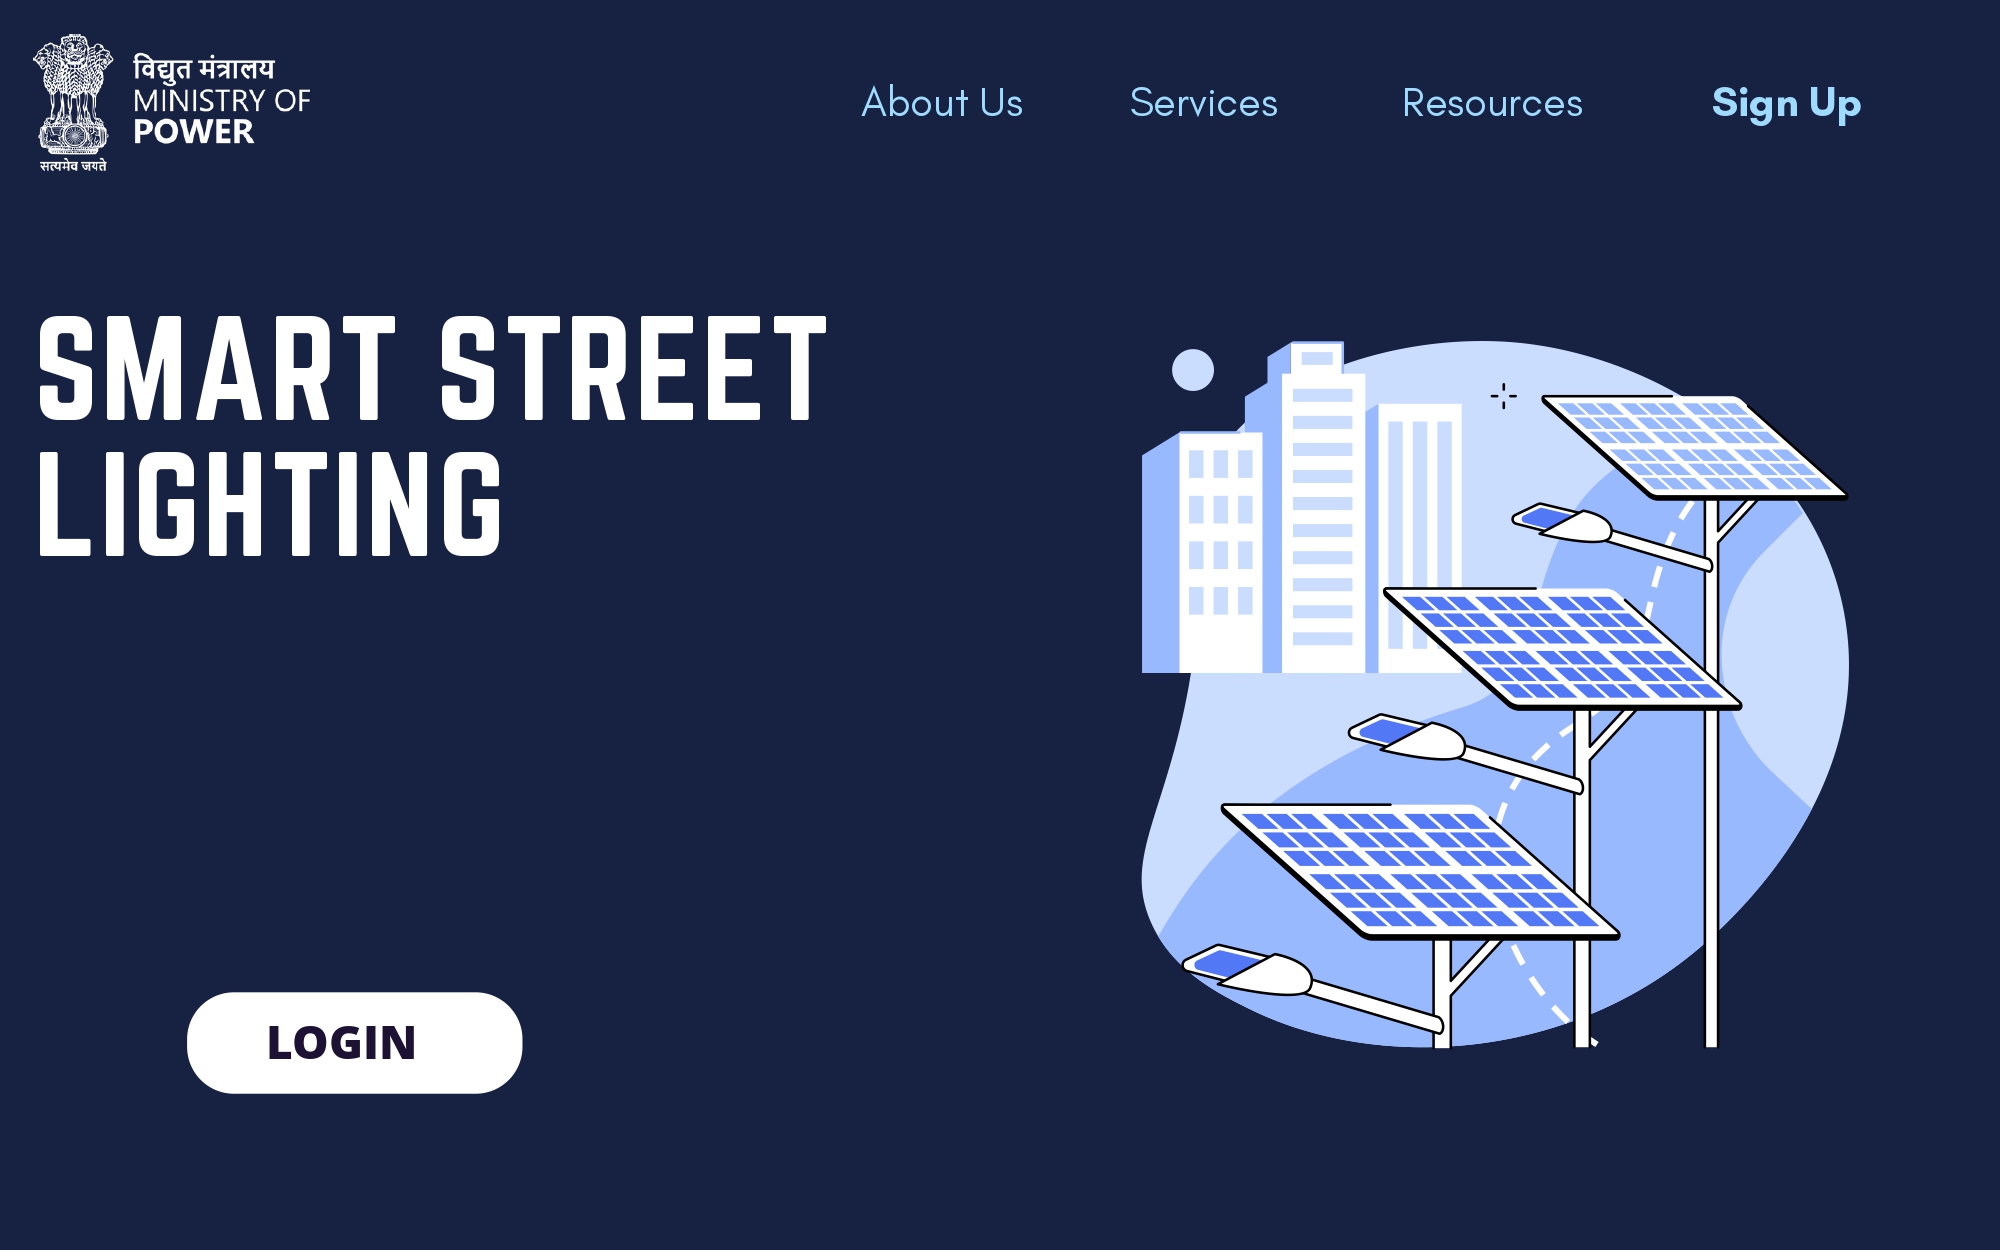 विद्युत मंत्रालय
MINISTRY OF
POWER
सत्यमेव जयते
About Us
Services
Resources
Sign Up
SMART STREET
LIGHTING
LOGIN